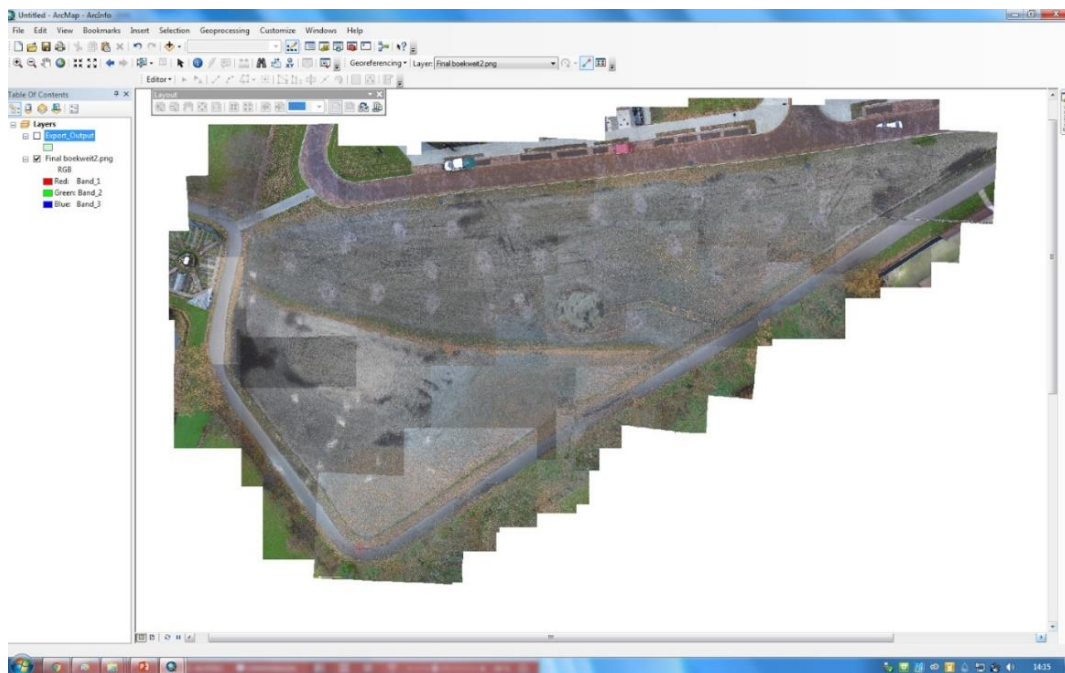 Untitled - ArcMap - ArcInfo
File Edit View Bookmarks Insert Selection Geoprocessing Customize Windows Help
Georeferencing Layer: Final boekweit2.png
Editor
Layout
Table Of Contents
Layers
Export_Output
Final boekweit2.png
RGB
Red: Band_1
Green: Band_2
Blue: Band_3
14:15